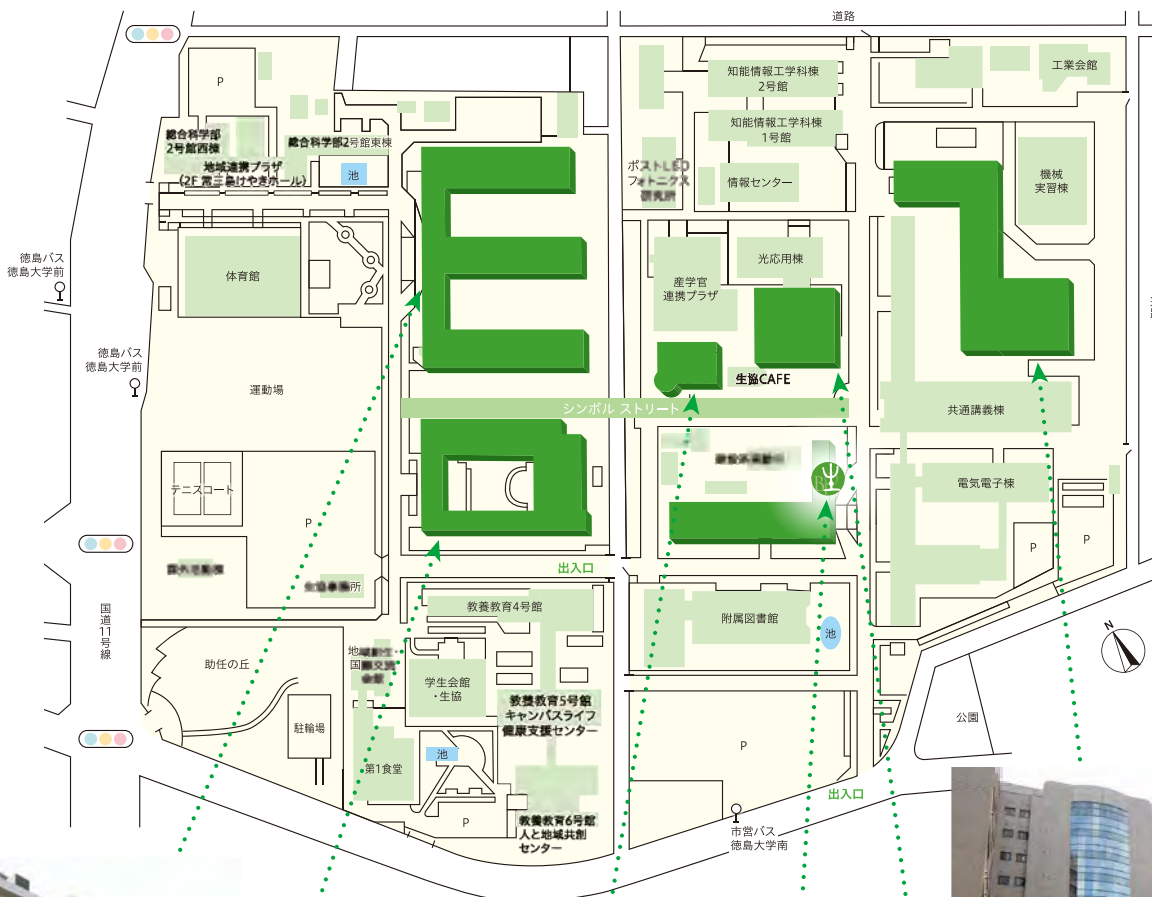 道路
P
工業会館
知能情報工学科棟
2号館
知能情報工学科棟
1号館
総合科学部
2号館西棟
総合科学部2号館東棟
地域連携プラザ
(2F 常三島けやきホール)
池
ポストLED
フォトニクス
研究所
情報センター
機械
実習棟
徳島バス
徳島大学前
体育館
光応用棟
産学官
連携プラザ
徳島バス
徳島大学前
運動場
生協CAFE
シンボル ストリート
共通講義棟
テニスコート
P
電気電子棟
P
P
出入口
国道11号線
教養教育4号館
附属図書館
池
助任の丘
学生会館
・生協
駐輪場
教養教育5号館
キャンパスライフ
健康支援センター
公園
N
P
池
第1食堂
P
出入口
教養教育6号館
人と地域共創
センター
市営バス
徳島大学南